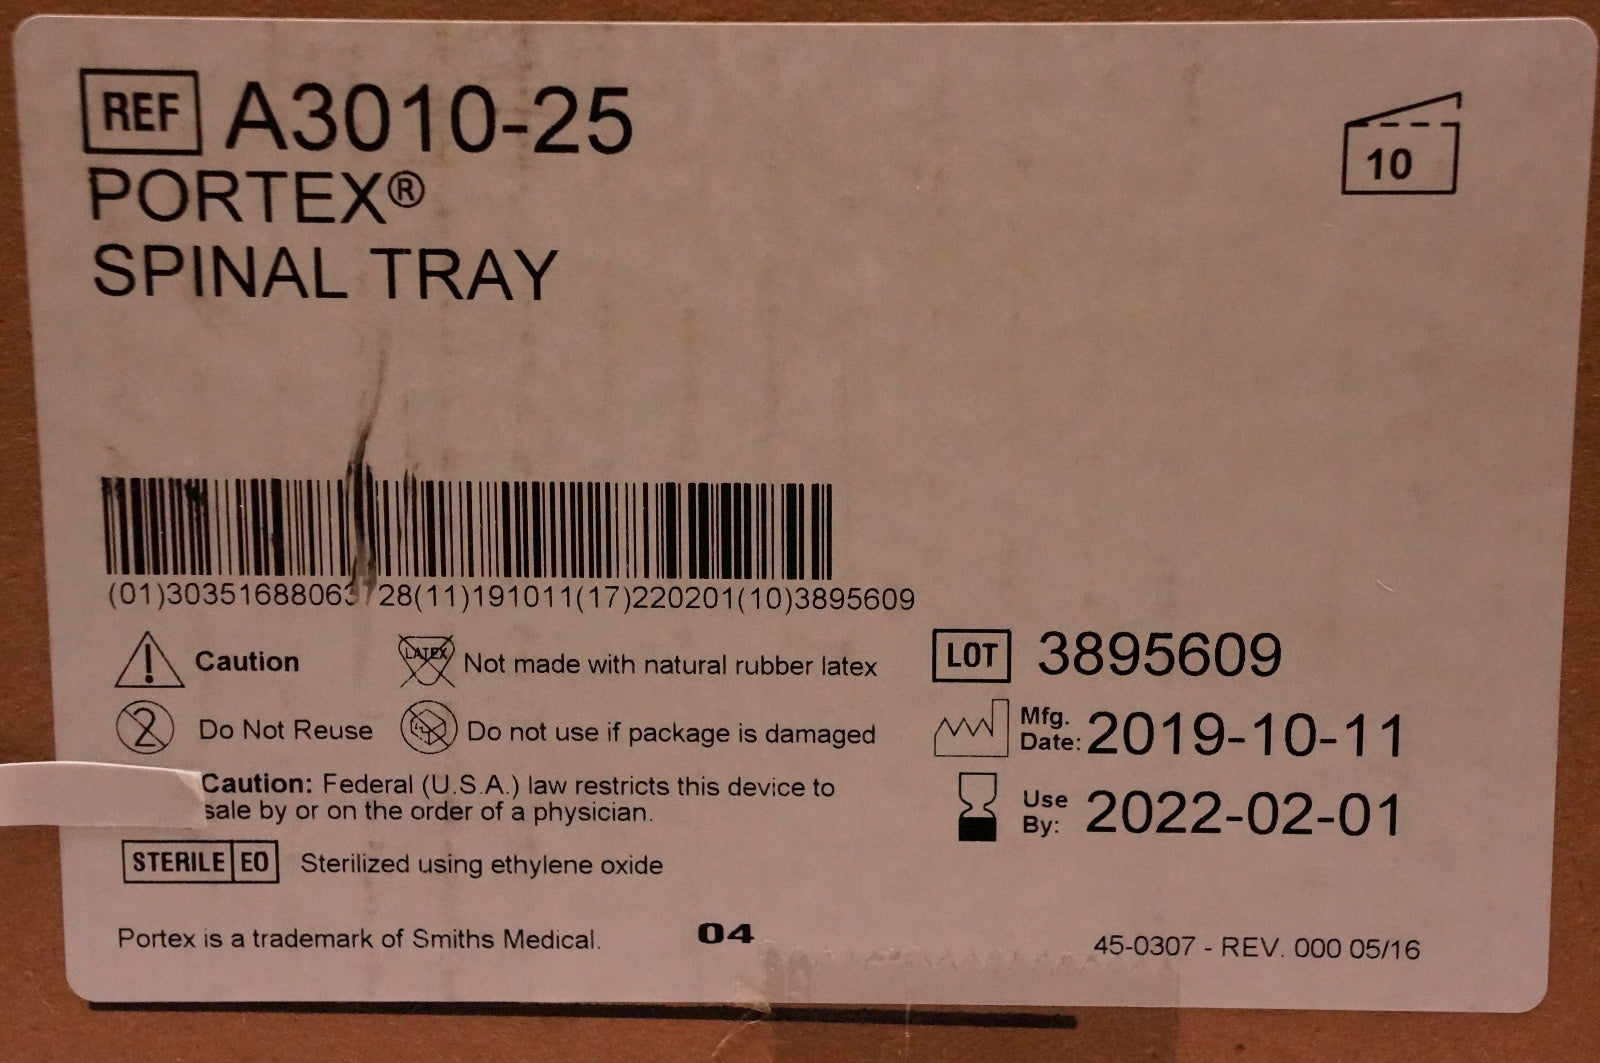 REF A3010-25
10
PORTEX®
SPINAL TRAY
(01)30351688063728(11)191011(17)220201(10)3895609
Caution
LATEX Not made with natural rubber latex
LOT 3895609
2 Do Not Reuse
Do not use if package is damaged
Mfg.
Date: 2019-10-11
Caution: Federal (U.S.A.) law restricts this device to
sale by or on the order of a physician.
Use
By: 2022-02-01
STERILE EO Sterilized using ethylene oxide
Portex is a trademark of Smiths Medical.
04
45-0307 - REV. 000 05/16